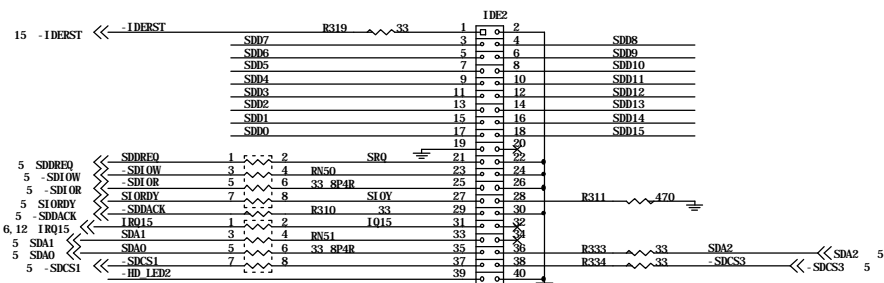 IDE2
15 -IDERST -IDERST R319 33 1 2
SDD7 3 4 SDD8
SDD6 5 6 SDD9
SDD5 7 8 SDD10
SDD4 9 10 SDD11
SDD3 11 12 SDD12
SDD2 13 14 SDD13
SDD1 15 16 SDD14
SDD0 17 18 SDD15
19 20
5 SDDREQ SDDREQ 1 2 SRQ 21 22
5 -SDIOW -SDIOW 3 4 RN50 23 24
5 -SDIOR -SDIOR 5 6 33 8P4R 25 26
5 SIORDY SIORDY 7 8 SIOY 27 28 R311 470
5 -SDDACK -SDDACK R310 33 29 30
6,12 IRQ15 IRQ15 1 2 IQ15 31 32
5 SDA1 SDA1 3 4 RN51 33 34
5 SDA0 SDA0 5 6 33 8P4R 35 36 R333 33 SDA2 SDA2 5
5 -SDCS1 -SDCS1 7 8 37 38 R334 33 -SDCS3 -SDCS3 5
-HD_LED2 39 40